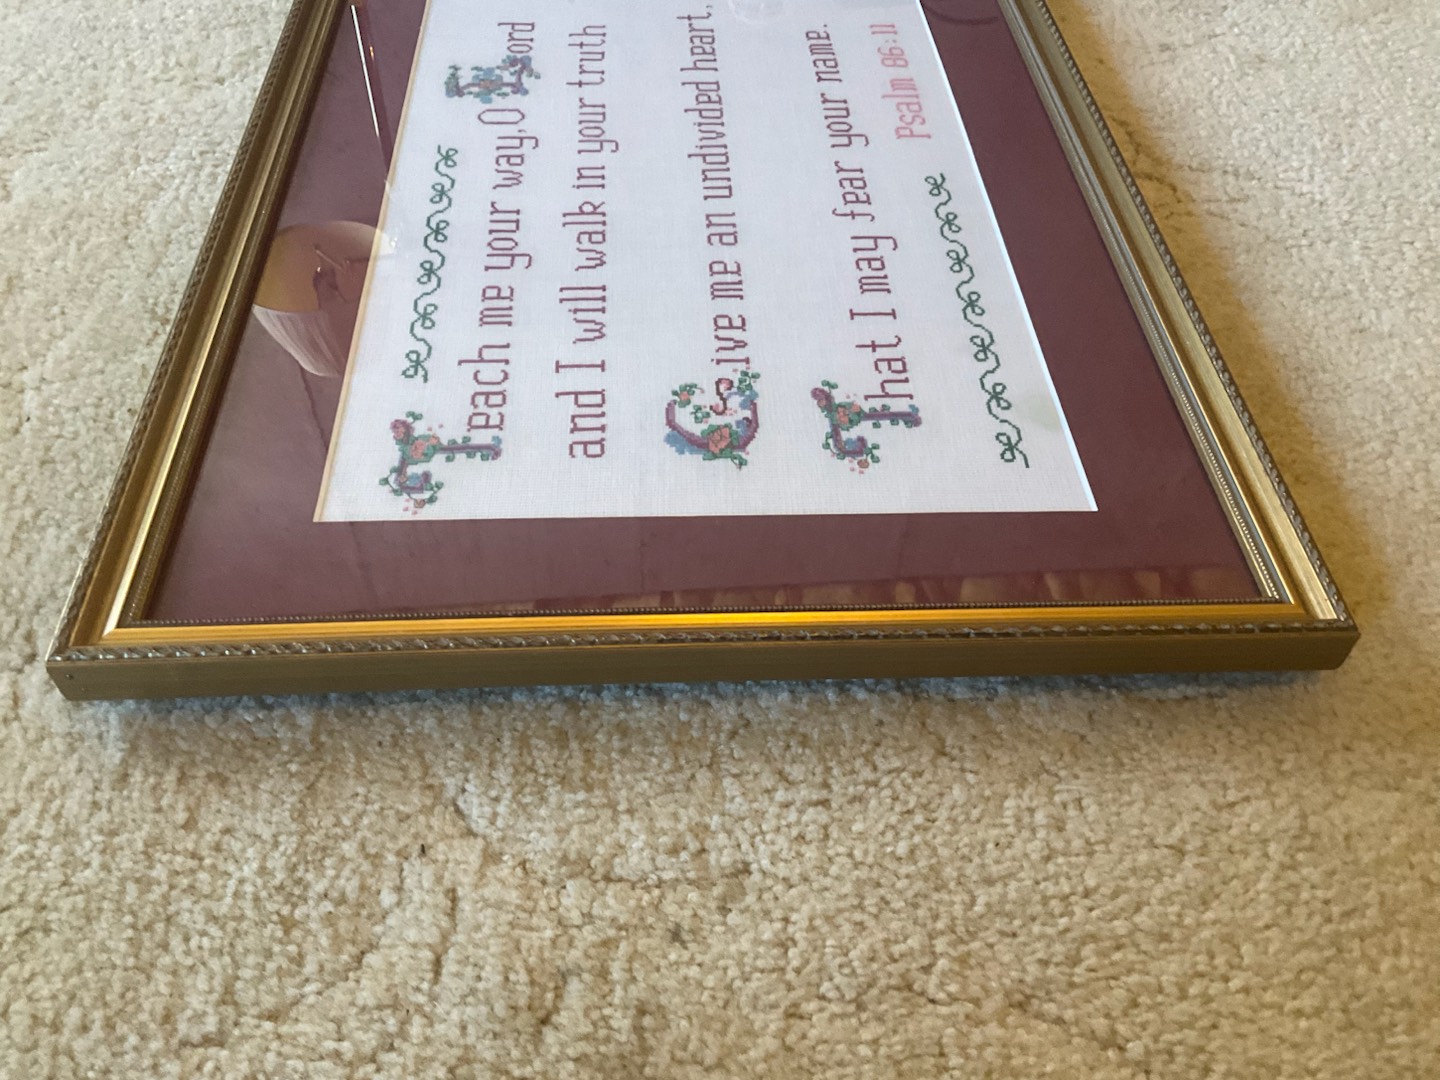 Teach me your way,O Lord
and I will walk in your truth
Give me an undivided heart,
That I may fear your name.
Psalm 86:11